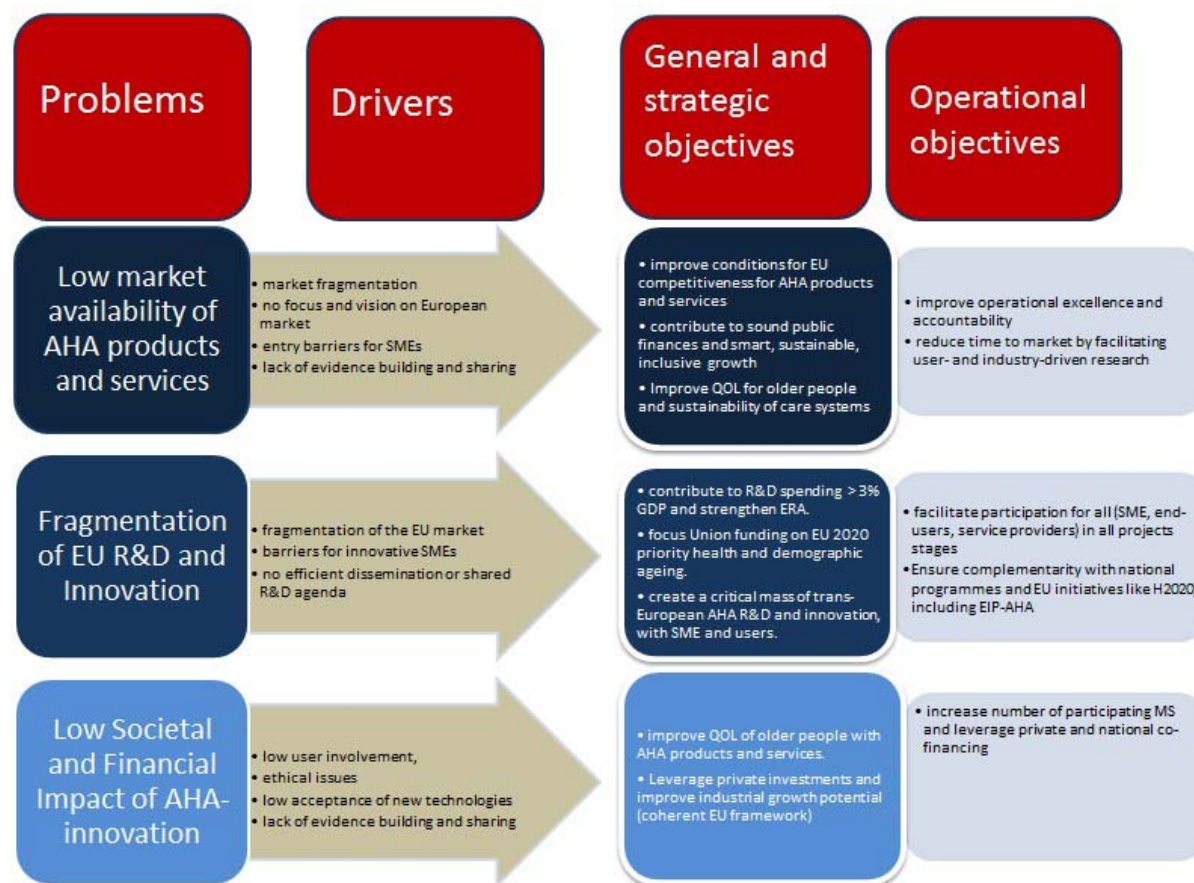 Problems
Drivers
General and
strategic
objectives
Operational
objectives
Low market
availability of
AHA products
and services
• market fragmentation
• no focus and vision on European
market
• entry barriers for SMEs
• lack of evidence building and sharing
• improve conditions for EU
competitiveness for AHA products
and services
• contribute to sound public
finances and smart, sustainable,
inclusive growth
• Improve QOL for older people
and sustainability of care systems
• improve operational excellence and
accountability
• reduce time to market by facilitating
user- and industry-driven research
Fragmentation
of EU R&D and
Innovation
• fragmentation of the EU market
• barriers for innovative SMEs
• no efficient dissemination or shared
R&D agenda
• contribute to R&D spending > 3%
GDP and strengthen ERA.
• focus Union funding on EU 2020
priority health and demographic
ageing.
• create a critical mass of trans-
European AHA R&D and innovation,
with SME and users.
• facilitate participation for all (SME, end-
users, service providers) in all projects
stages
• Ensure complementarity with national
programmes and EU initiatives like H2020,
including EIP-AHA
Low Societal
and Financial
Impact of AHA-
innovation
• low user involvement,
• ethical issues
• low acceptance of new technologies
• lack of evidence building and sharing
• improve QOL of older people with
AHA products and services.
• Leverage private investments and
improve industrial growth potential
(coherent EU framework)
• increase number of participating MS
and leverage private and national co-
financing